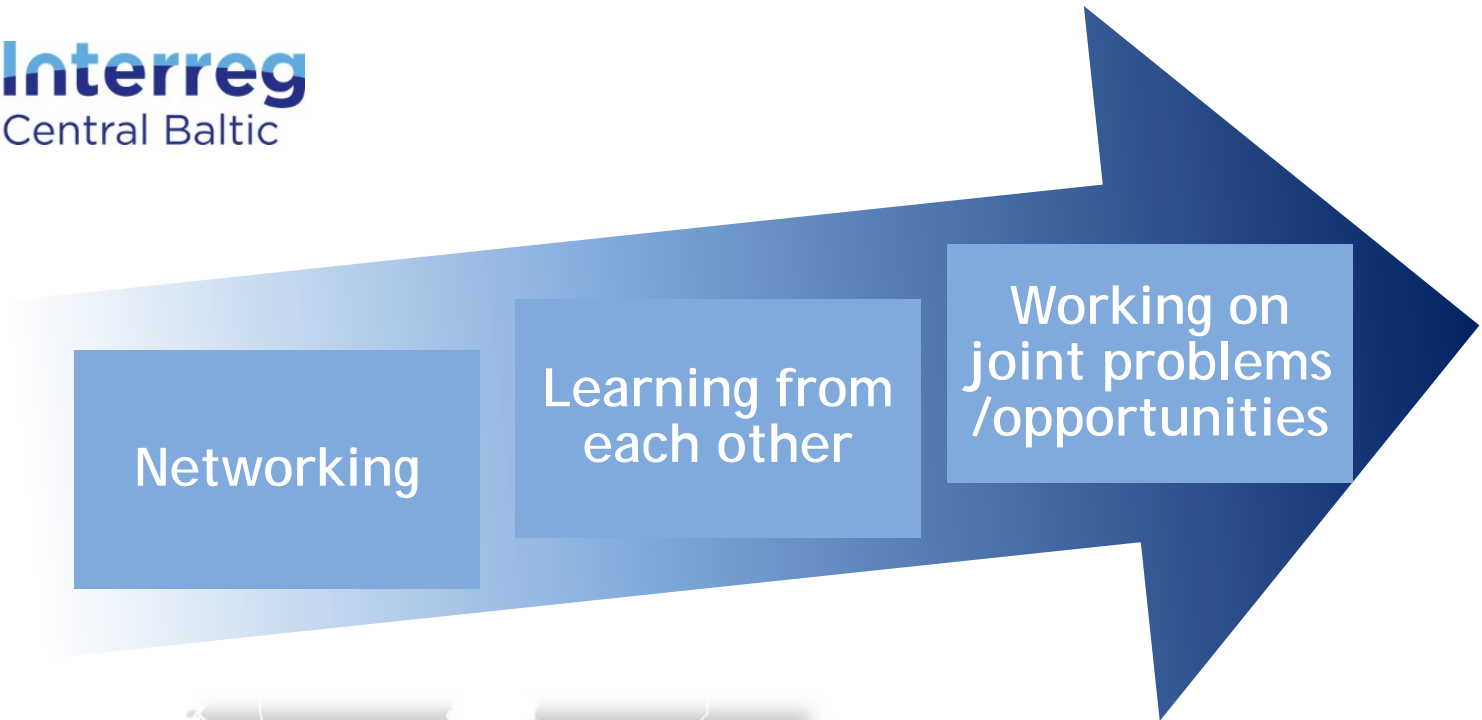 Interreg
Central Baltic
Networking
Learning from
each other
Working on
joint problems
/opportunities